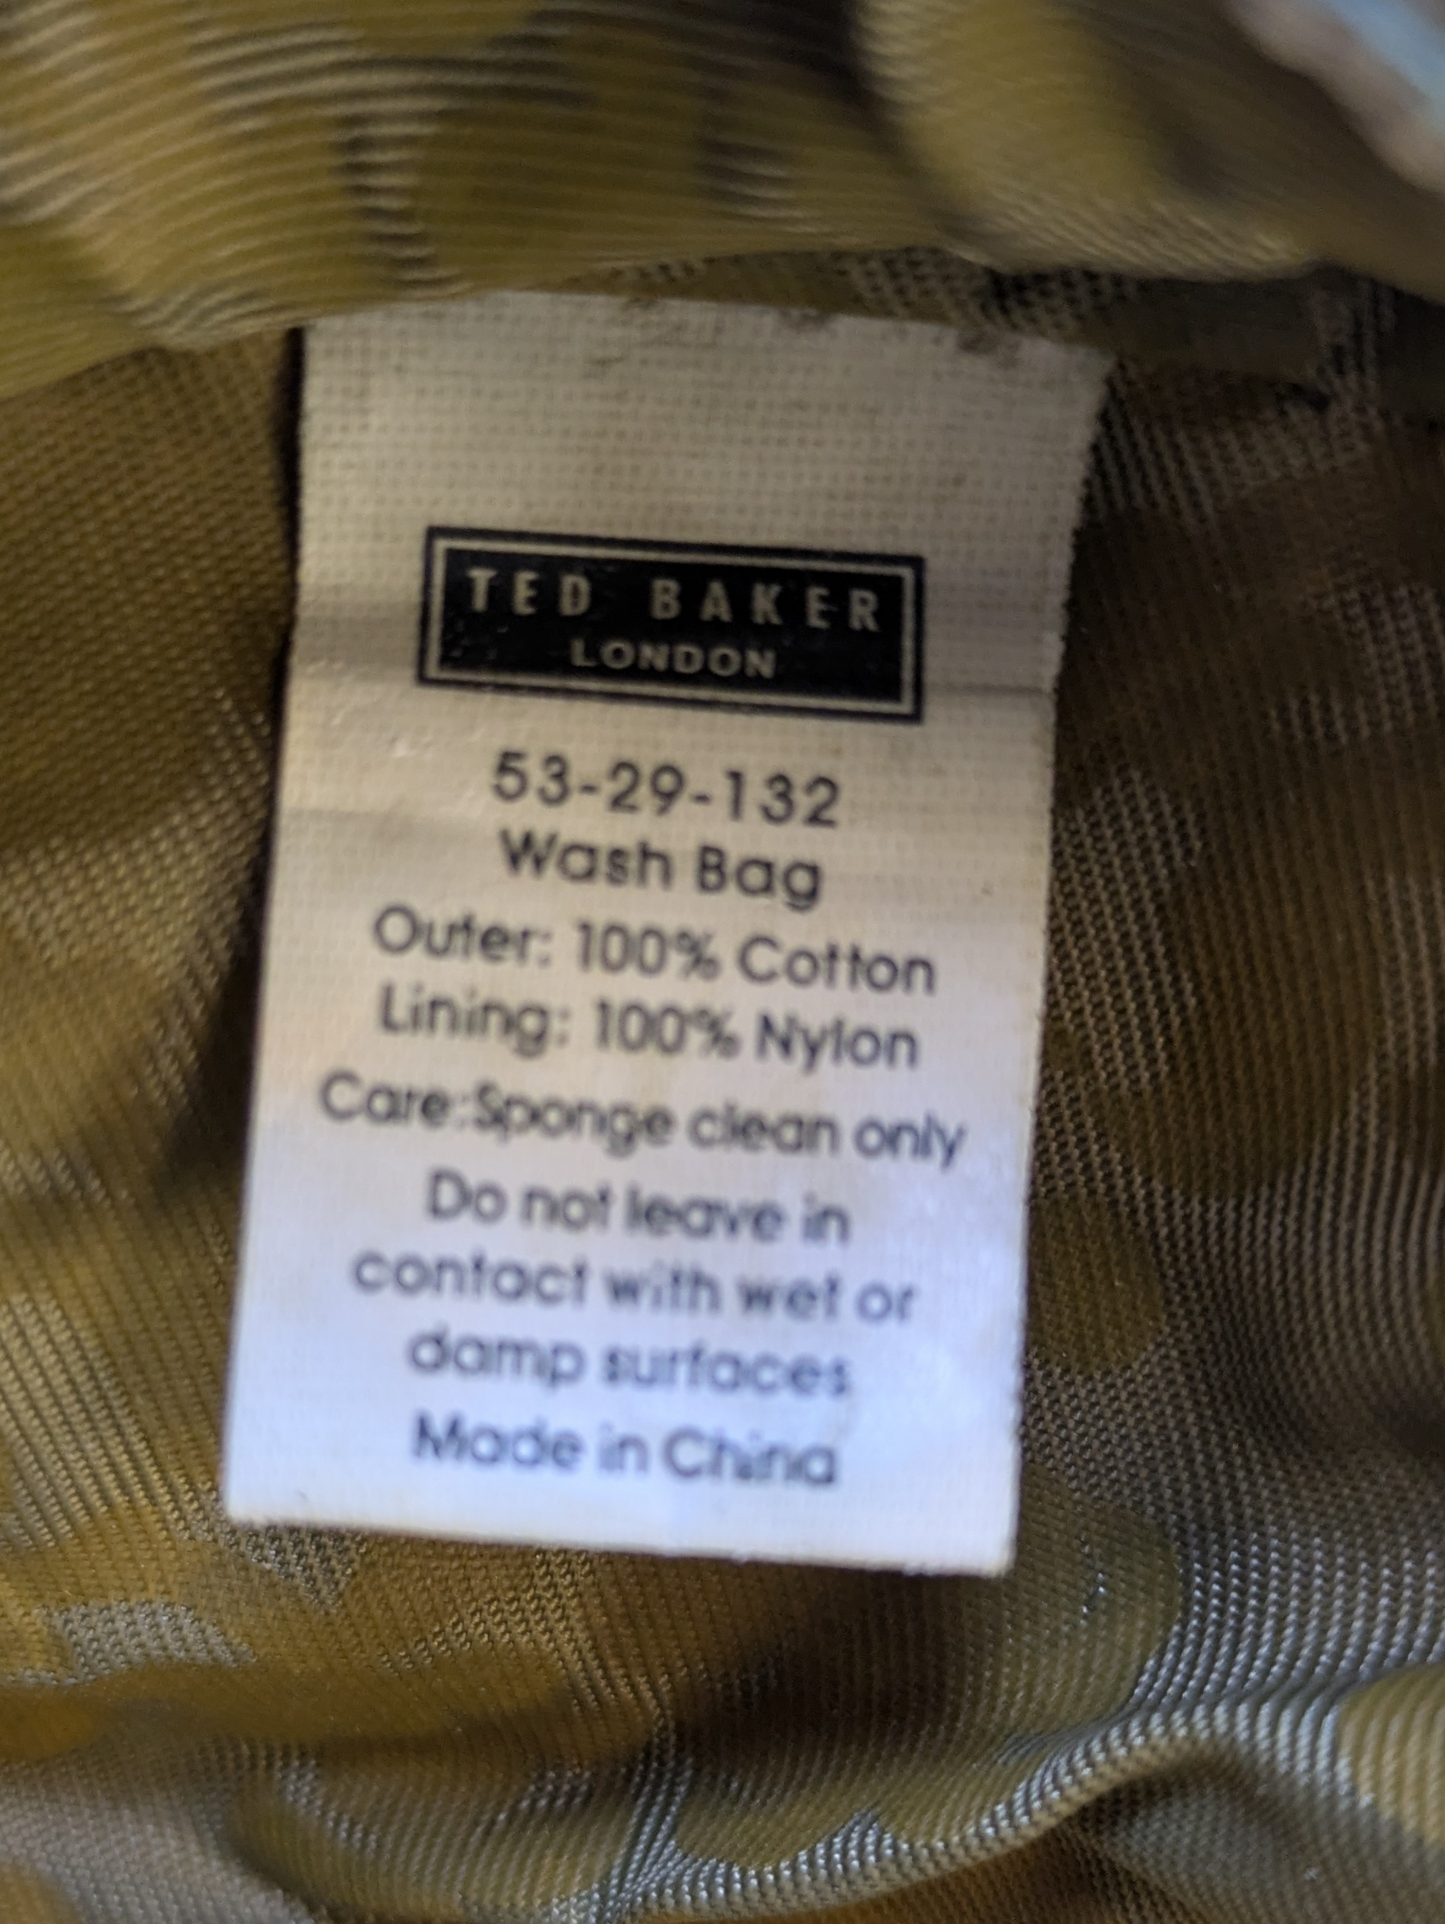 TED BAKER
LONDON
53-29-132
Wash Bag
Outer: 100% Cotton
Lining: 100% Nylon
Care:Sponge clean only
Do not leave in
contact with wet or
damp surfaces
Made in China